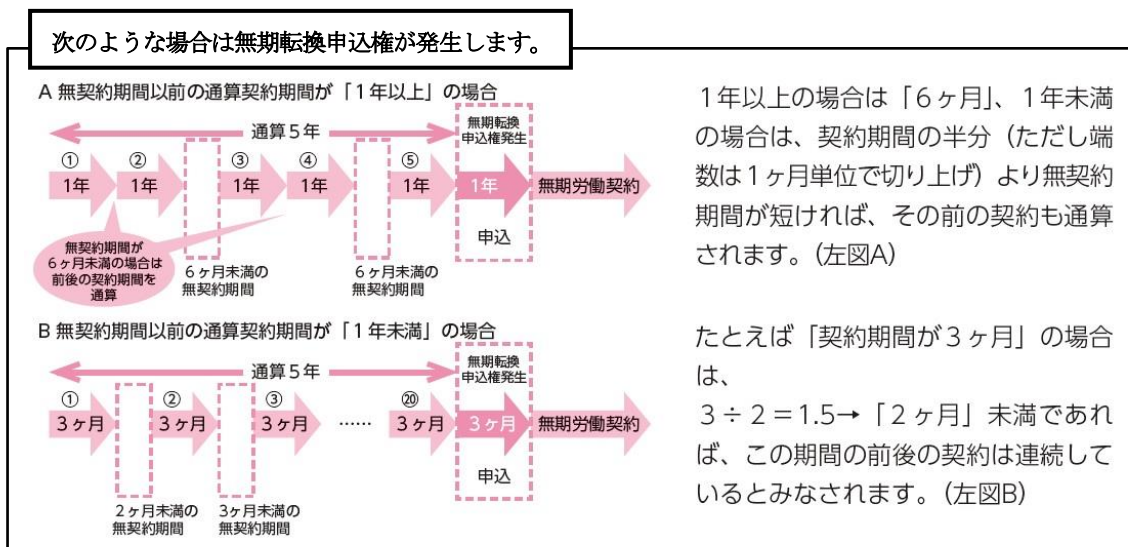 次のような場合は無期転換申込権が発生します。
A 無契約期間以前の通算契約期間が「1年以上」の場合
通算5年
無期転換
申込権発生
① ② ③ ④ ⑤
1年 1年 1年 1年 1年 1年 無期労働契約
申込
無契約期間が
6ヶ月未満の場合は
前後の契約期間を
通算
6ヶ月未満の
無契約期間
6ヶ月未満の
無契約期間
1年以上の場合は「6ヶ月」、1年未満
の場合は、契約期間の半分（ただし端
数は1ヶ月単位で切り上げ）より無契約
期間が短ければ、その前の契約も通算
されます。（左図A）
B 無契約期間以前の通算契約期間が「1年未満」の場合
通算5年
無期転換
申込権発生
① ② ③ ⑳
3ヶ月 3ヶ月 3ヶ月 …… 3ヶ月 3ヶ月 無期労働契約
申込
2ヶ月未満の
無契約期間
3ヶ月未満の
無契約期間
たとえば「契約期間が3ヶ月」の場合
は、
3÷2＝1.5→「2ヶ月」未満であれ
ば、この期間の前後の契約は連続して
いるとみなされます。（左図B）